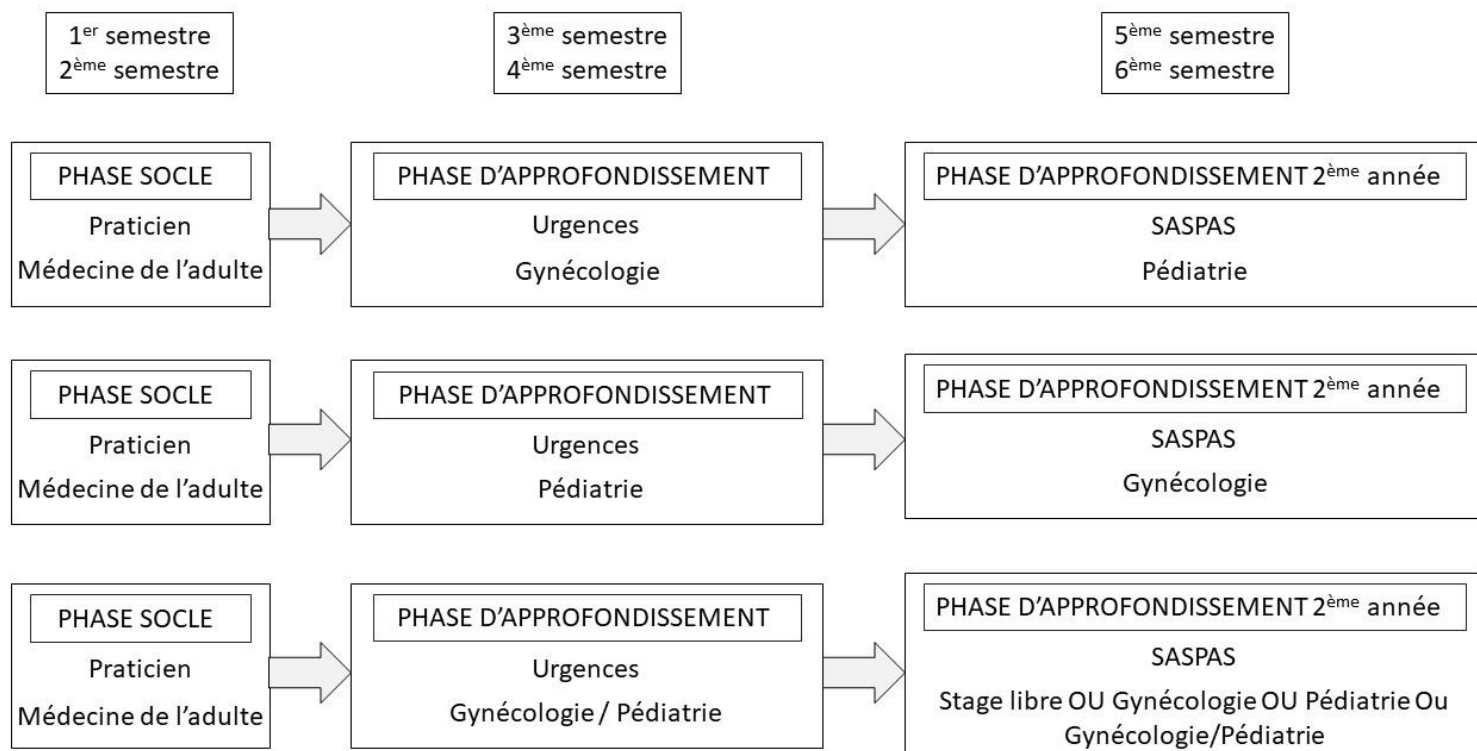 1er semestre
2ème semestre
3ème semestre
4ème semestre
5ème semestre
6ème semestre
PHASE SOCLE
Praticien
Médecine de l'adulte
PHASE D'APPROFONDISSEMENT
Urgences
Gynécologie
PHASE D'APPROFONDISSEMENT 2ème année
SASPAS
Pédiatrie
PHASE SOCLE
Praticien
Médecine de l'adulte
PHASE D'APPROFONDISSEMENT
Urgences
Pédiatrie
PHASE D'APPROFONDISSEMENT 2ème année
SASPAS
Gynécologie
PHASE SOCLE
Praticien
Médecine de l'adulte
PHASE D'APPROFONDISSEMENT
Urgences
Gynécologie / Pédiatrie
PHASE D'APPROFONDISSEMENT 2ème année
SASPAS
Stage libre OU Gynécologie OU Pédiatrie Ou
Gynécologie/Pédiatrie